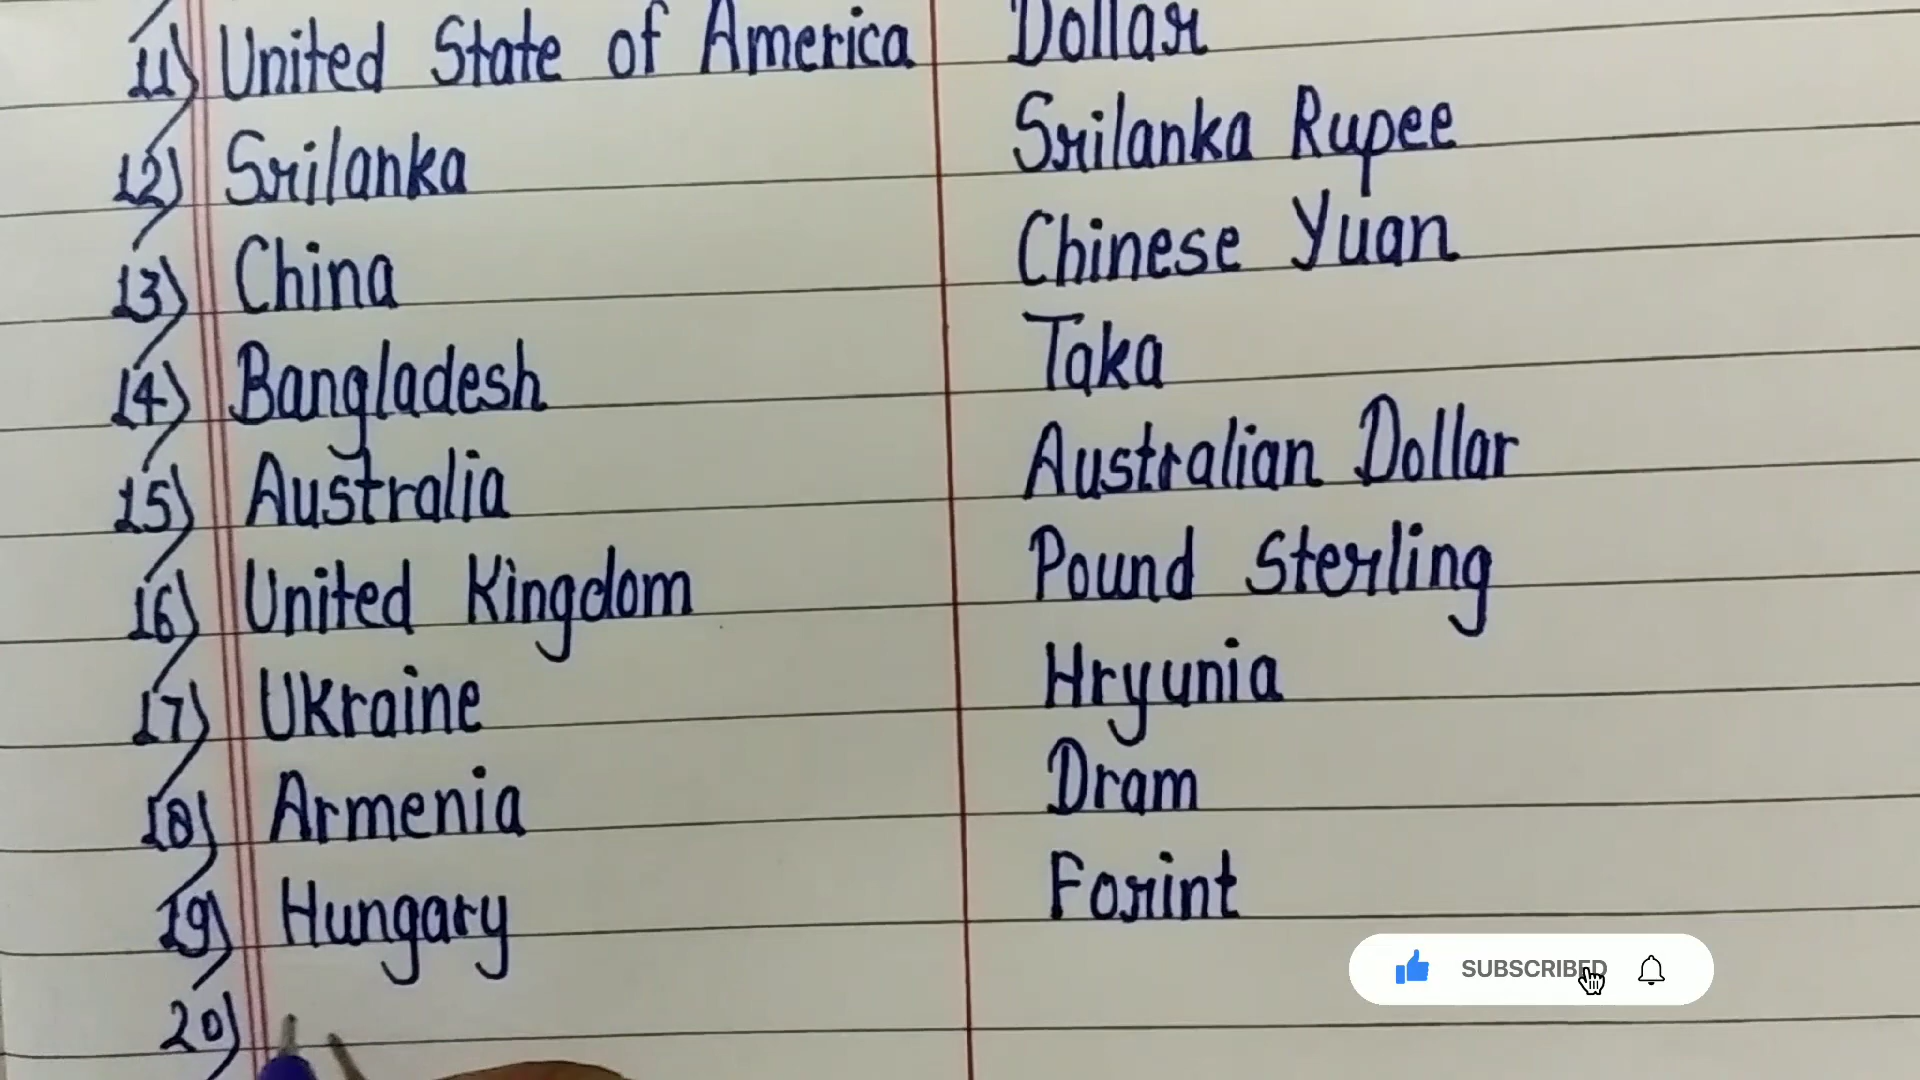 11) United State of America Dollar
12) Srilanka Srilanka Rupee
13) China Chinese Yuan
14) Bangladesh Taka
15) Australia Australian Dollar
16) United Kingdom Pound Sterling
17) Ukraine Hryunia
18) Armenia Dram
19) Hungary Forint
SUBSCRIBED
20)